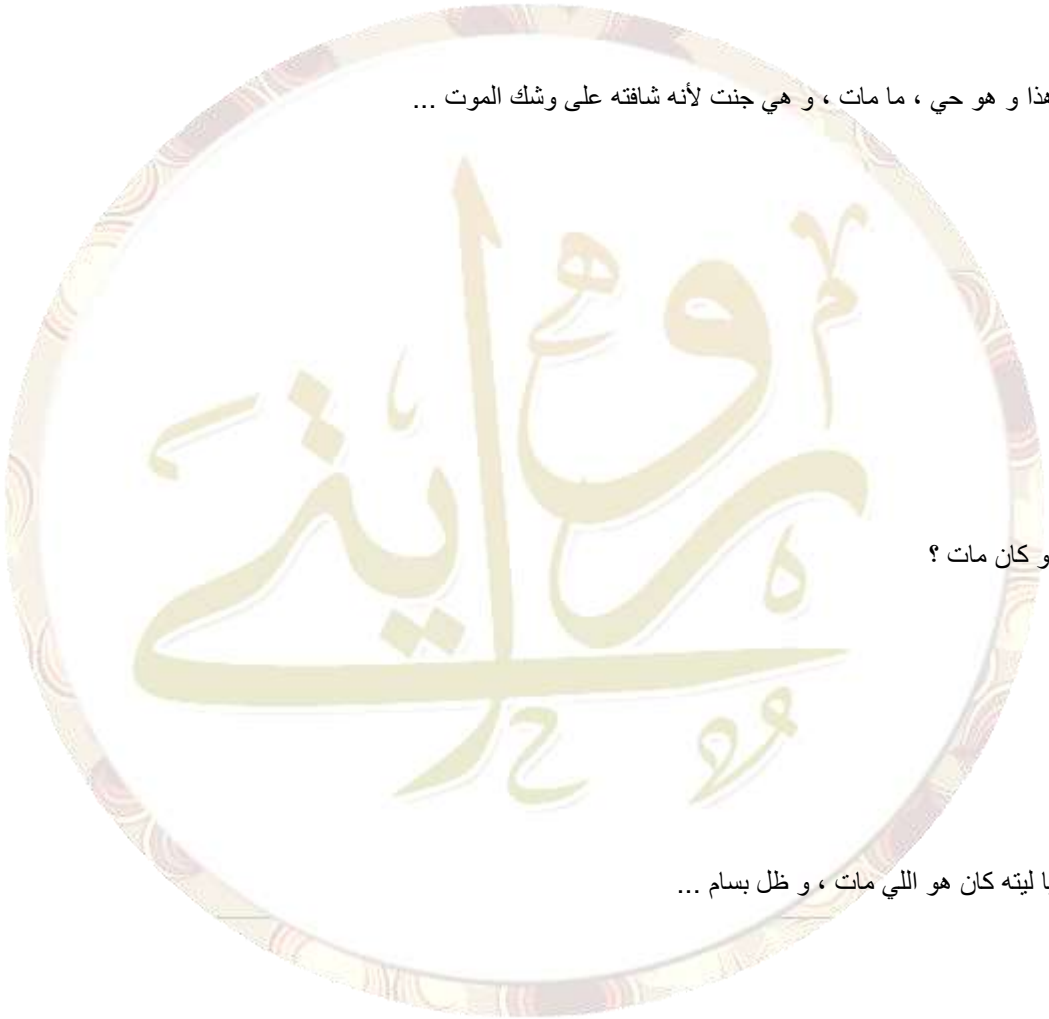 هذا و هو حي ، ما مات ، و هي جنت لأنه شافته على وشك الموت ...
و كان مات ؟
ا ليته كان هو اللي مات ، و ظل بسام ...
روايتي